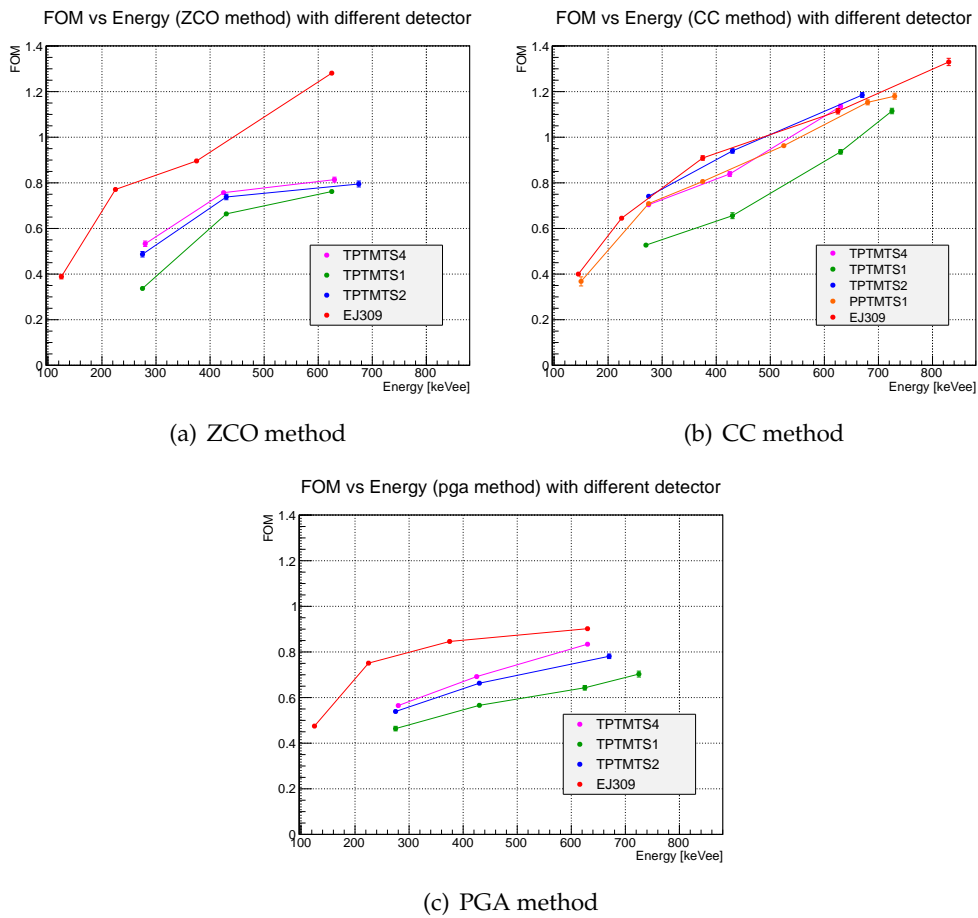 FOM vs Energy (ZCO method) with different detector
FOM
1.4
1.2
1
0.8
0.6
0.4
0.2
0
100 200 300 400 500 600 700 800
Energy [keVee]
TPTMTS4
TPTMTS1
TPTMTS2
EJ309
(a) ZCO method
FOM vs Energy (CC method) with different detector
FOM
1.4
1.2
1
0.8
0.6
0.4
0.2
0
100 200 300 400 500 600 700 800
Energy [keVee]
TPTMTS4
TPTMTS1
TPTMTS2
PPTMTS1
EJ309
(b) CC method
FOM vs Energy (pga method) with different detector
FOM
1.4
1.2
1
0.8
0.6
0.4
0.2
0
100 200 300 400 500 600 700 800
Energy [keVee]
TPTMTS4
TPTMTS1
TPTMTS2
EJ309
(c) PGA method